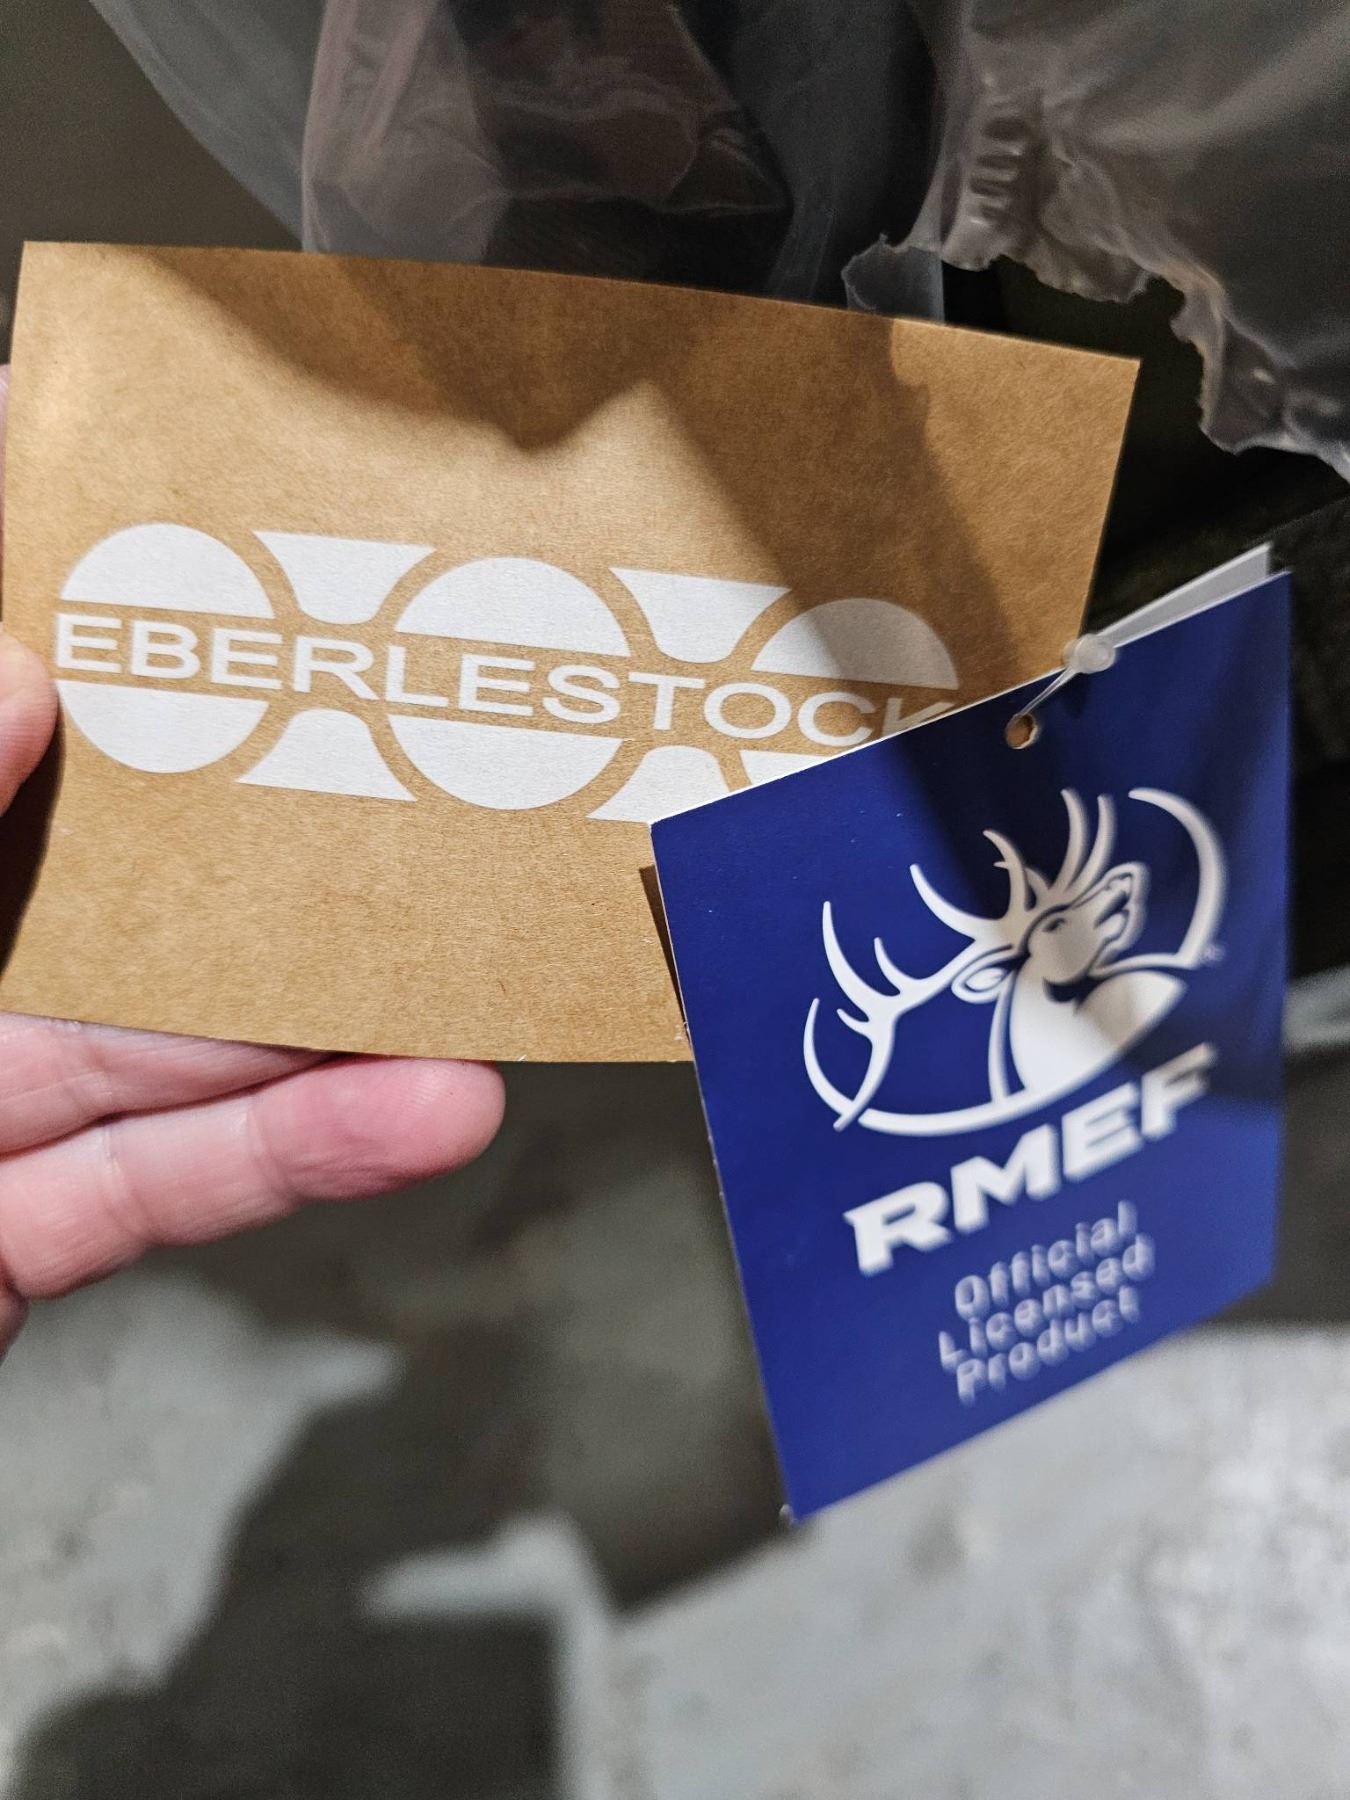 EBERLESTOCK
RMEF
Official
Licensed
Product